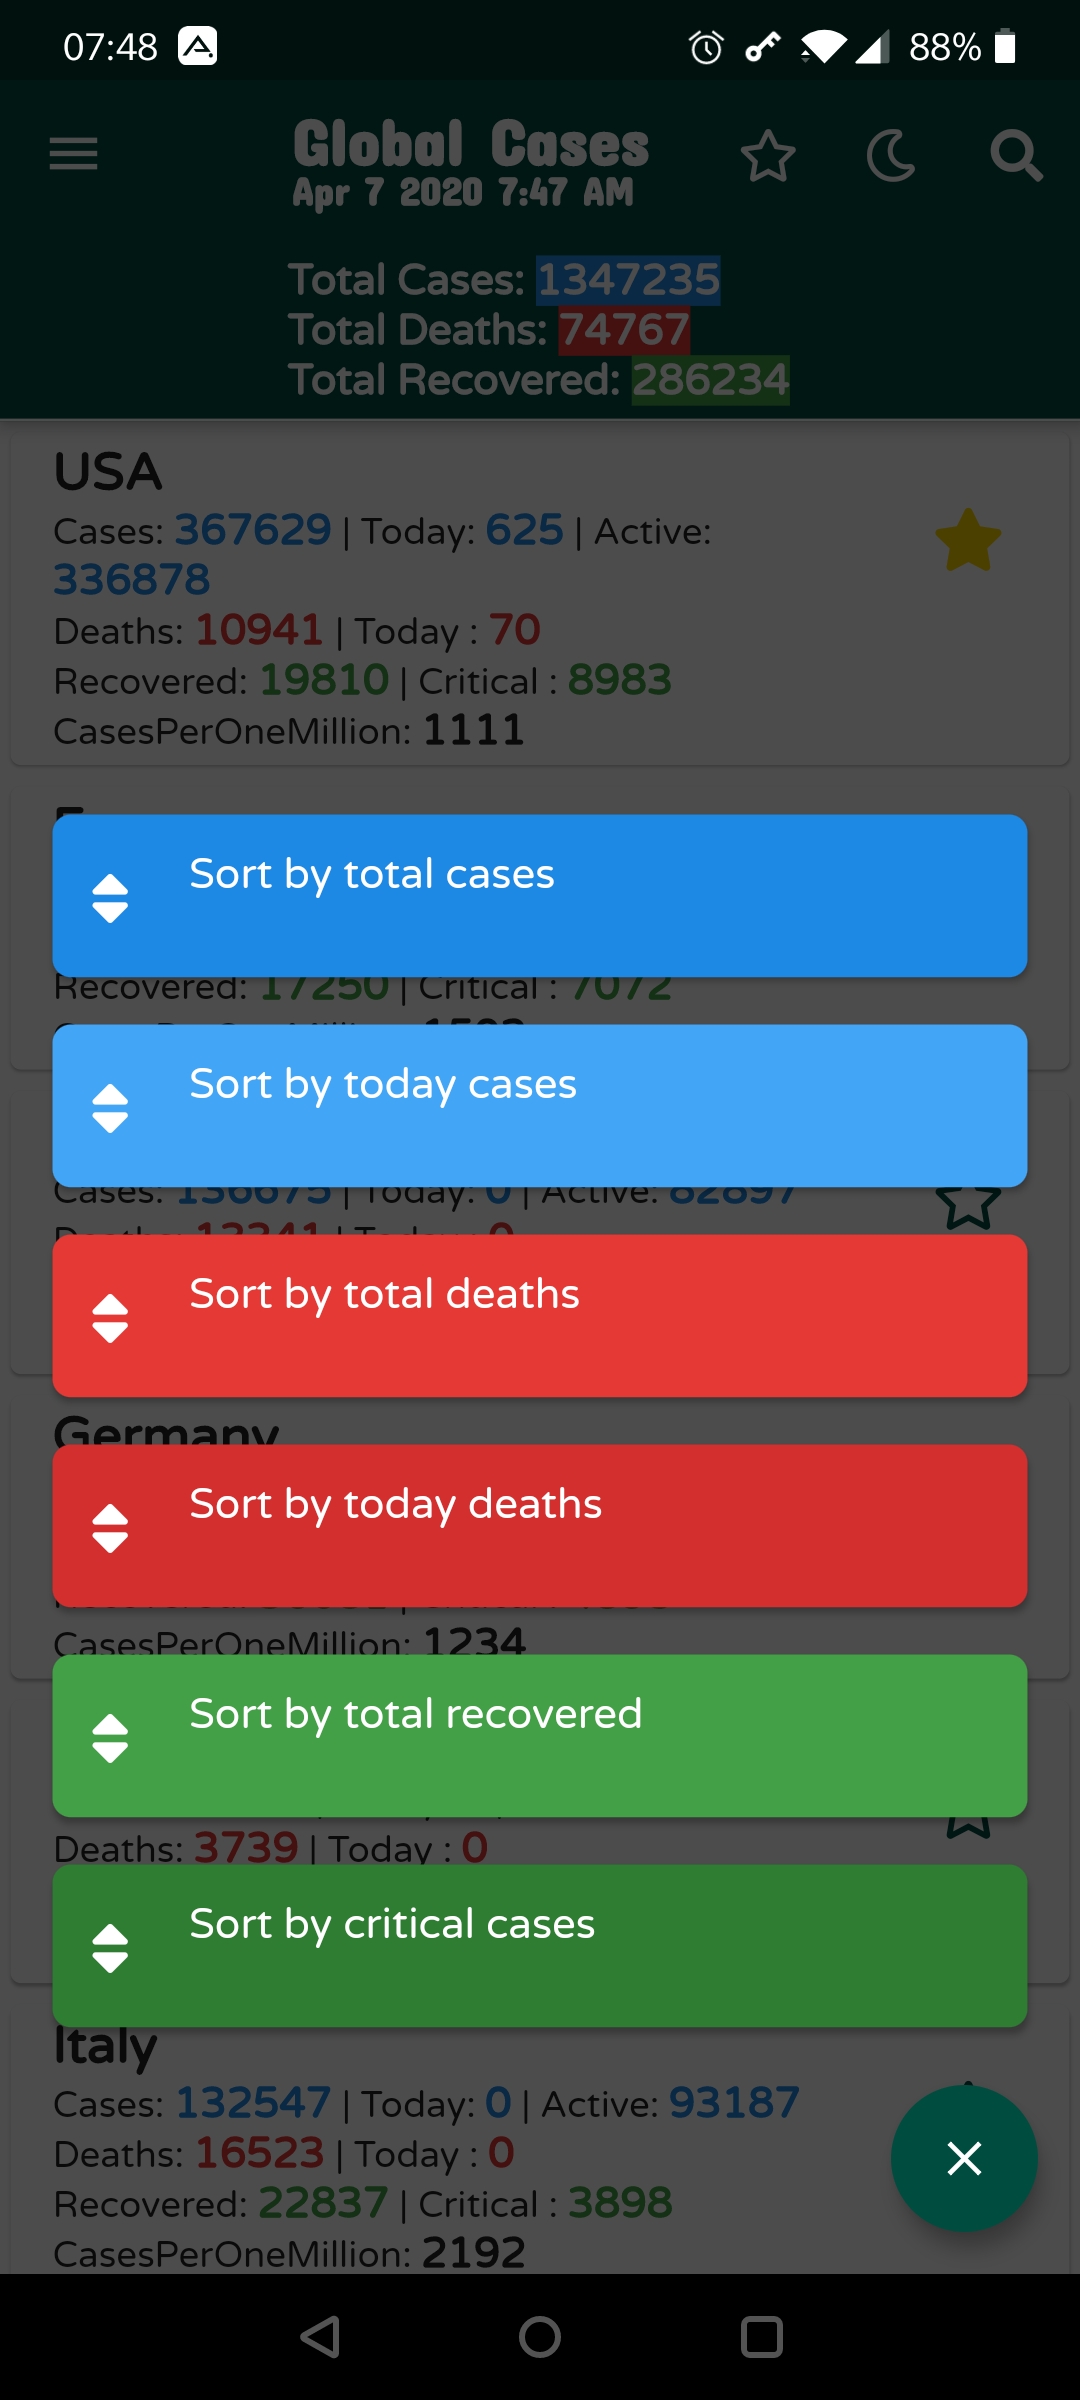 07:48
88%
Global Cases
Apr 7 2020 7:47 AM
Total Cases: 1347235
Total Deaths: 74767
Total Recovered: 286234
USA
Cases: 367629 | Today: 625 | Active:
336878
Deaths: 10941 | Today : 70
Recovered: 19810 | Critical : 8983
CasesPerOneMillion: 1111
Sort by total cases
Recovered: 17250 | Critical : 7072
Sort by today cases
Cases: 136675 | Today: 0 | Active: 82897
Sort by total deaths
Germany
Sort by today deaths
CasesPerOneMillion: 1234
Sort by total recovered
Deaths: 3739 | Today : 0
Sort by critical cases
Italy
Cases: 132547 | Today: 0 | Active: 93187
Deaths: 16523 | Today : 0
Recovered: 22837 | Critical : 3898
CasesPerOneMillion: 2192